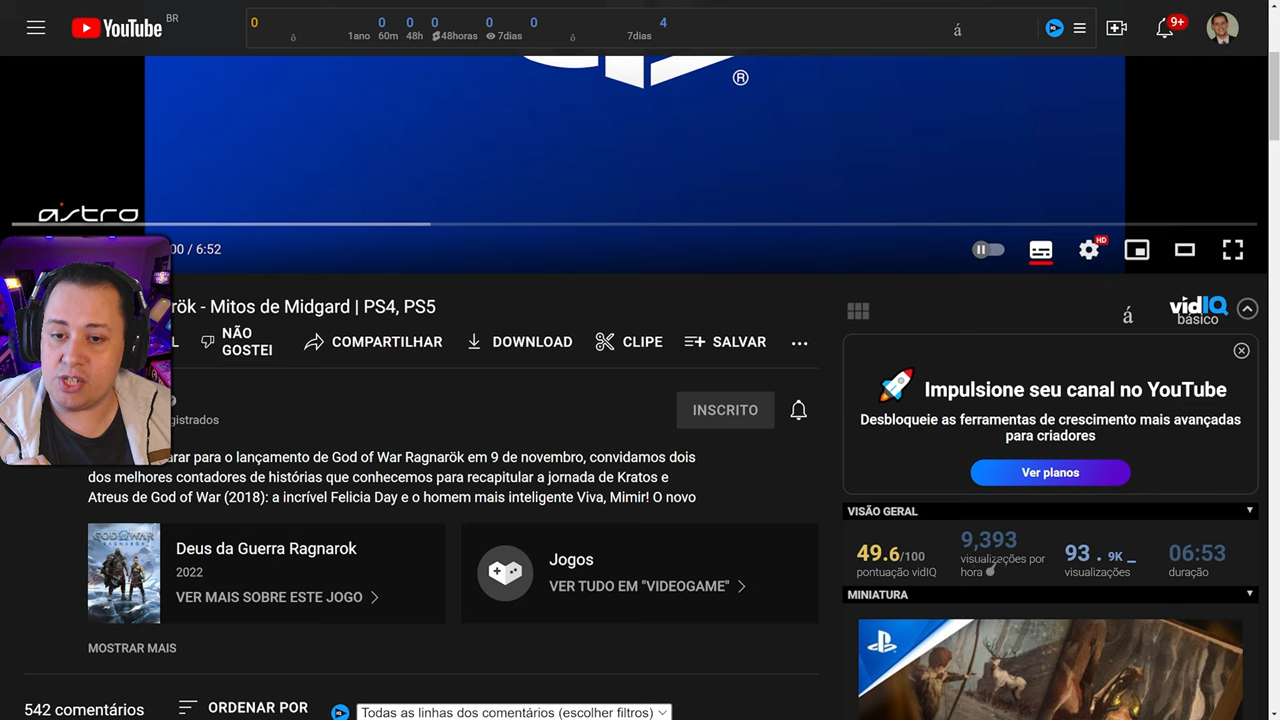 YouTube BR
0 0 0 0 0 0 4
1ano 60m 48h 48horas 7dias 7dias á
9+
®
astro
00 / 6:52
HD
rök - Mitos de Midgard | PS4, PS5
L NÃO GOSTEI COMPARTILHAR DOWNLOAD CLIPE SALVAR ...
gistrados
INSCRITO
arar para o lançamento de God of War Ragnarök em 9 de novembro, convidamos dois
dos melhores contadores de histórias que conhecemos para recapitular a jornada de Kratos e
Atreus de God of War (2018): a incrível Felicia Day e o homem mais inteligente Viva, Mimir! O novo
GOD OF WAR
RAGNARÖK
Deus da Guerra Ragnarok
2022
VER MAIS SOBRE ESTE JOGO
Jogos
VER TUDO EM "VIDEOGAME"
MOSTRAR MAIS
542 comentários ORDENAR POR
Todas as linhas dos comentários (escolher filtros)
á vidIQ
básico
Impulsione seu canal no YouTube
Desbloqueie as ferramentas de crescimento mais avançadas
para criadores
Ver planos
VISÃO GERAL
49.6/100 9,393 93 . 9K _ 06:53
pontuação vidIQ visualizações por hora visualizações duração
MINIATURA